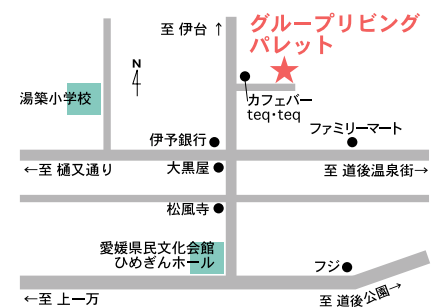 至 伊台 ↑
グループリビング
パレット
N
湯築小学校
カフェバー
teq・teq
ファミリーマート
伊予銀行
←至 樋又通り
大黒屋
至 道後温泉街→
松風寺
愛媛県民文化会館
ひめぎんホール
フジ
←至 上一万
至 道後公園→